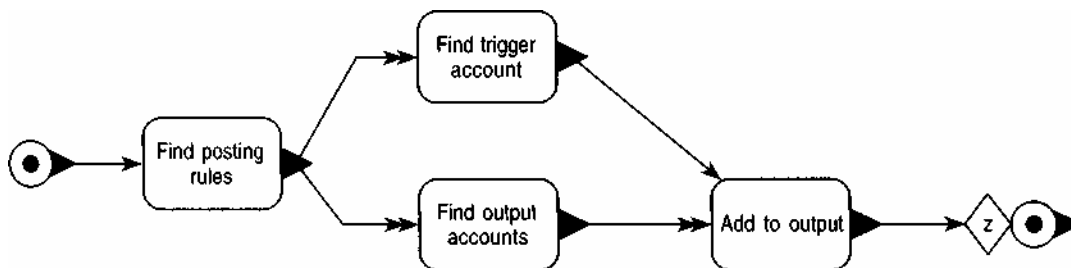 Find trigger
account
Find posting
rules
Find output
accounts
Add to output
z